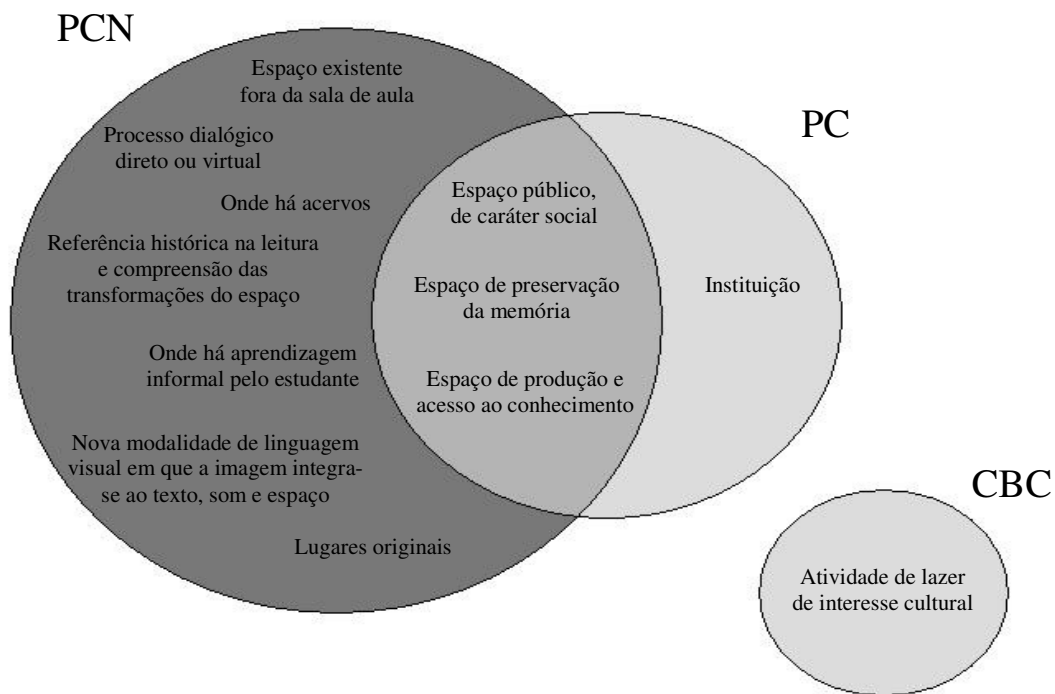 PCN
Espaço existente
fora da sala de aula
Processo dialógico
direto ou virtual
Onde há acervos
Referência histórica na leitura
e compreensão das
transformações do espaço
Onde há aprendizagem
informal pelo estudante
Nova modalidade de linguagem
visual em que a imagem integra-
se ao texto, som e espaço
Lugares originais
Espaço público,
de caráter social
Espaço de preservação
da memória
Espaço de produção e
acesso ao conhecimento
PC
Instituição
CBC
Atividade de lazer
de interesse cultural